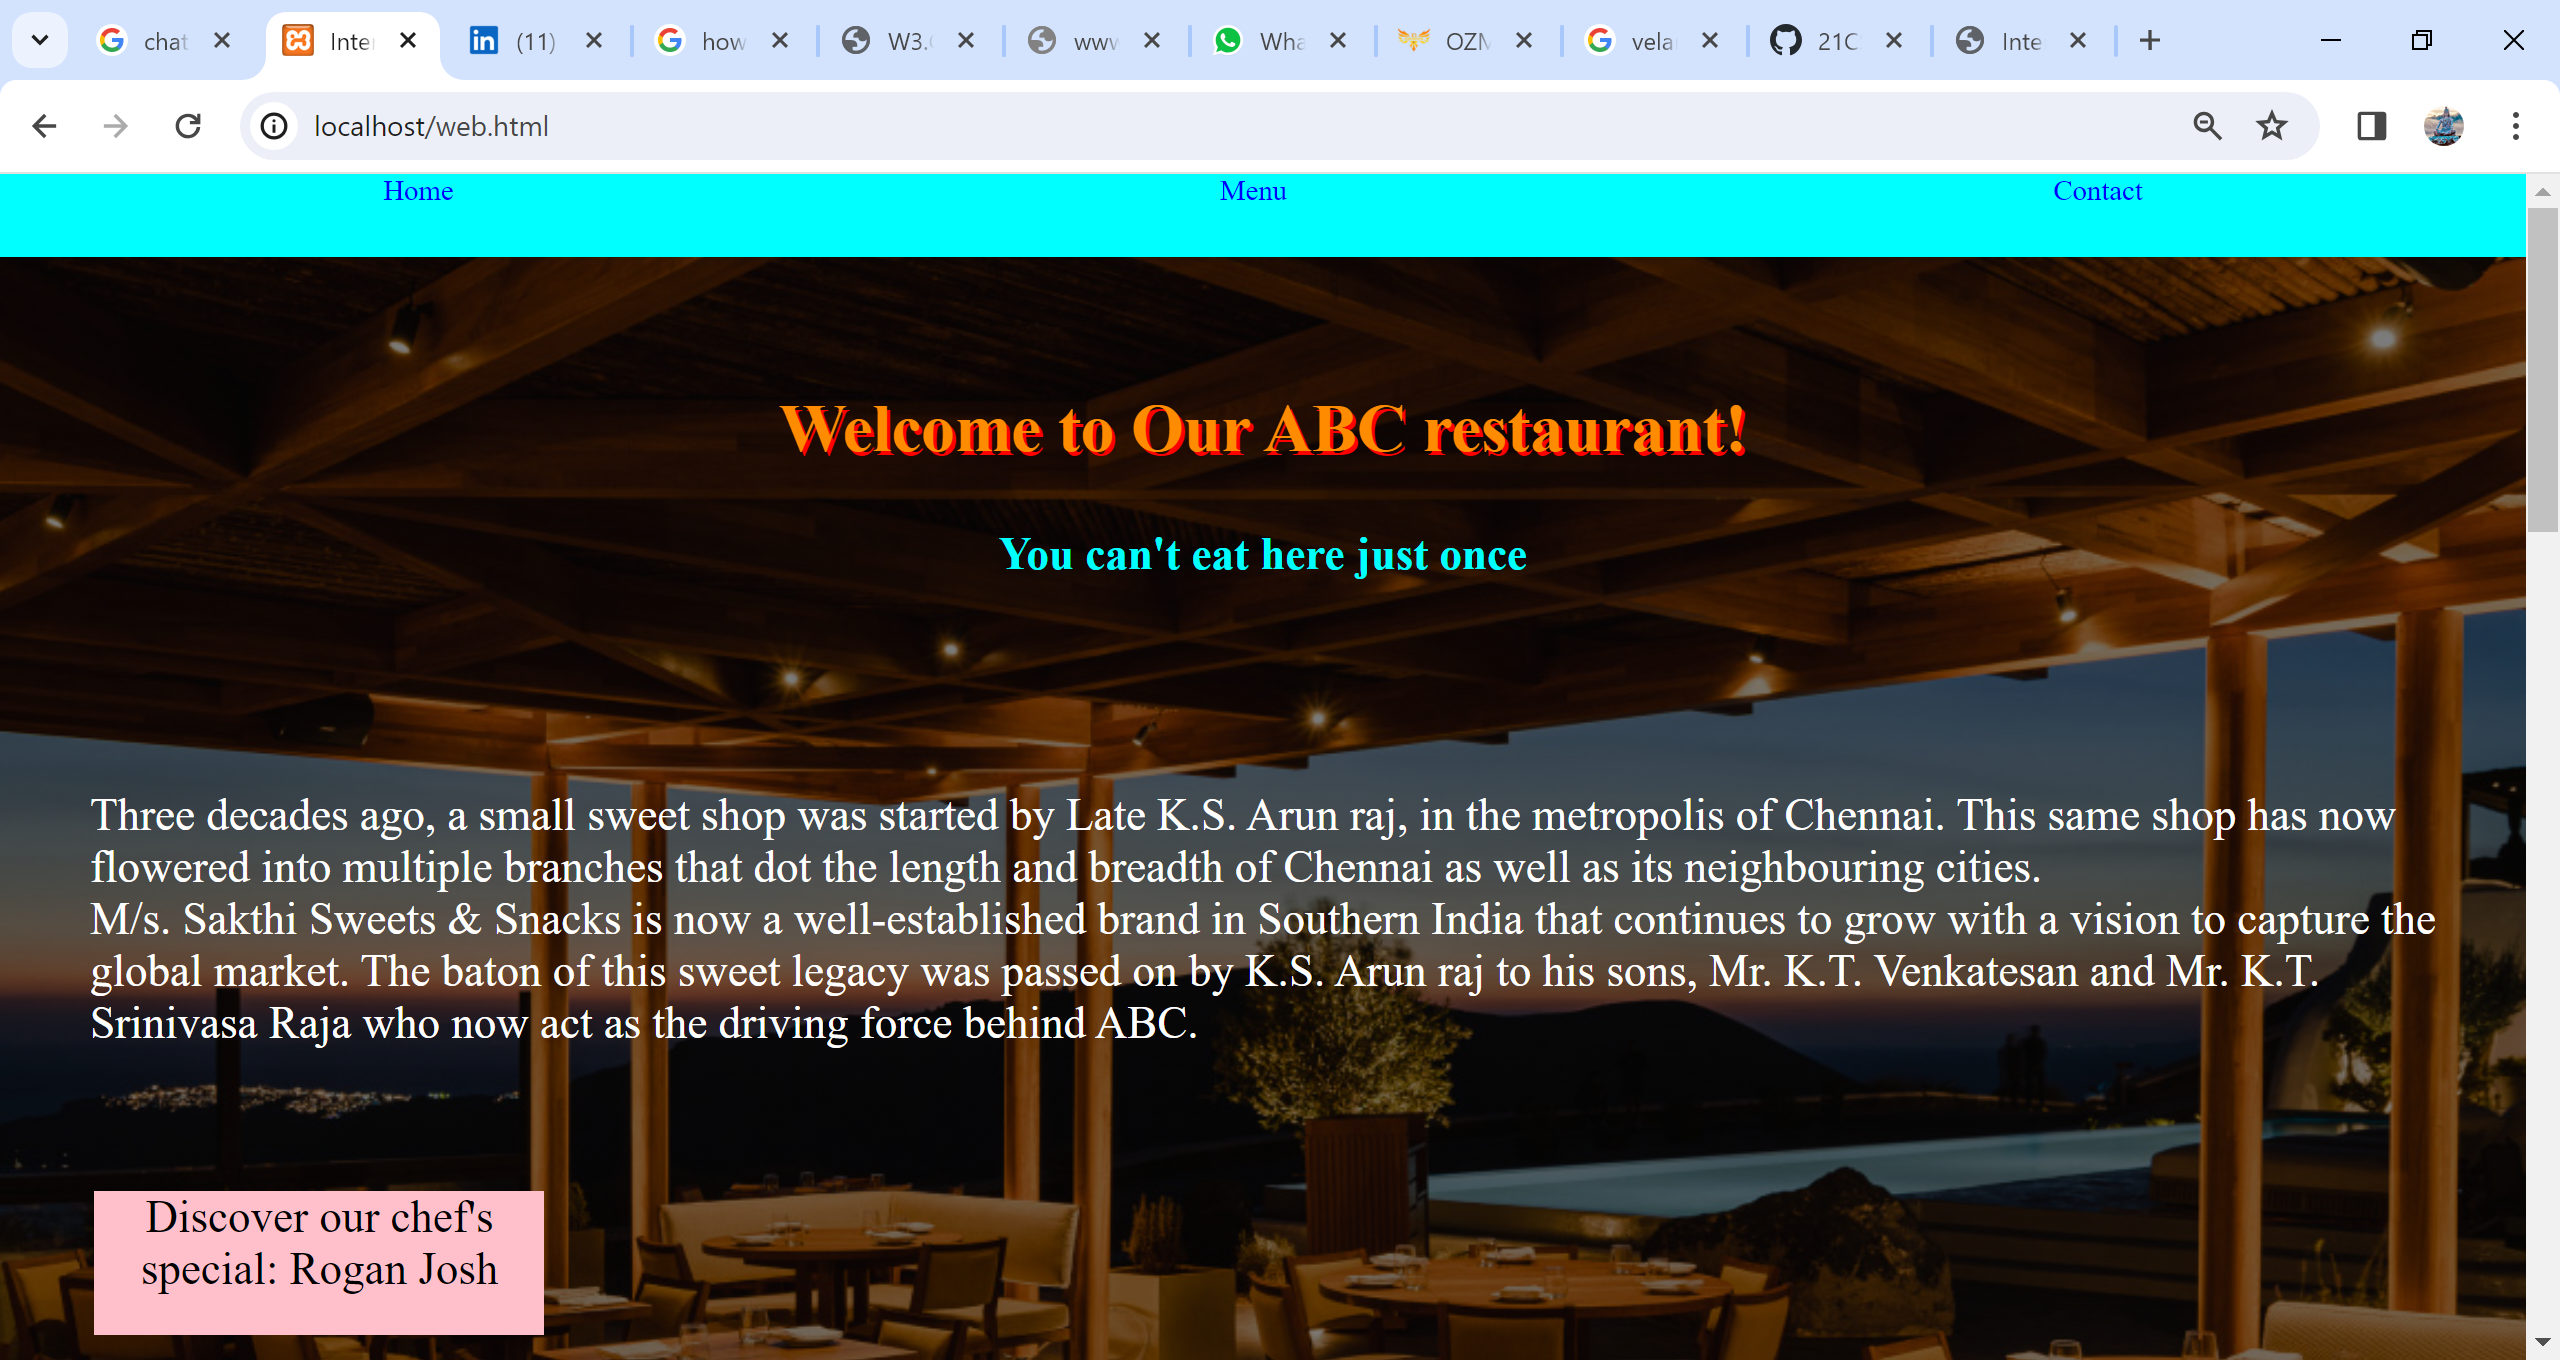 chat
Inte
(11)
how
W3.
www
Wha
OZM
vela
21C
Inte
localhost/web.html
Home Menu Contact
Welcome to Our ABC restaurant!
You can't eat here just once
Three decades ago, a small sweet shop was started by Late K.S. Arun raj, in the metropolis of Chennai. This same shop has now
flowered into multiple branches that dot the length and breadth of Chennai as well as its neighbouring cities.
M/s. Sakthi Sweets & Snacks is now a well-established brand in Southern India that continues to grow with a vision to capture the
global market. The baton of this sweet legacy was passed on by K.S. Arun raj to his sons, Mr. K.T. Venkatesan and Mr. K.T.
Srinivasa Raja who now act as the driving force behind ABC.
Discover our chef's
special: Rogan Josh